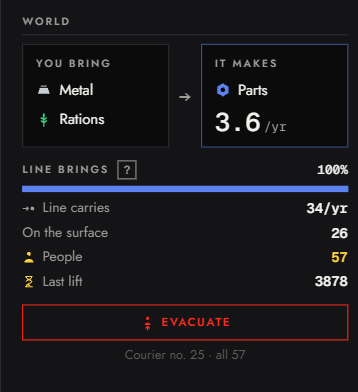 WORLD
YOU BRING
Metal
Rations
IT MAKES
Parts
3.6 /yr
LINE BRINGS ? 100%
Line carries 34/yr
On the surface 26
People 57
Last lift 3878
EVACUATE
Courier no. 25 · all 57